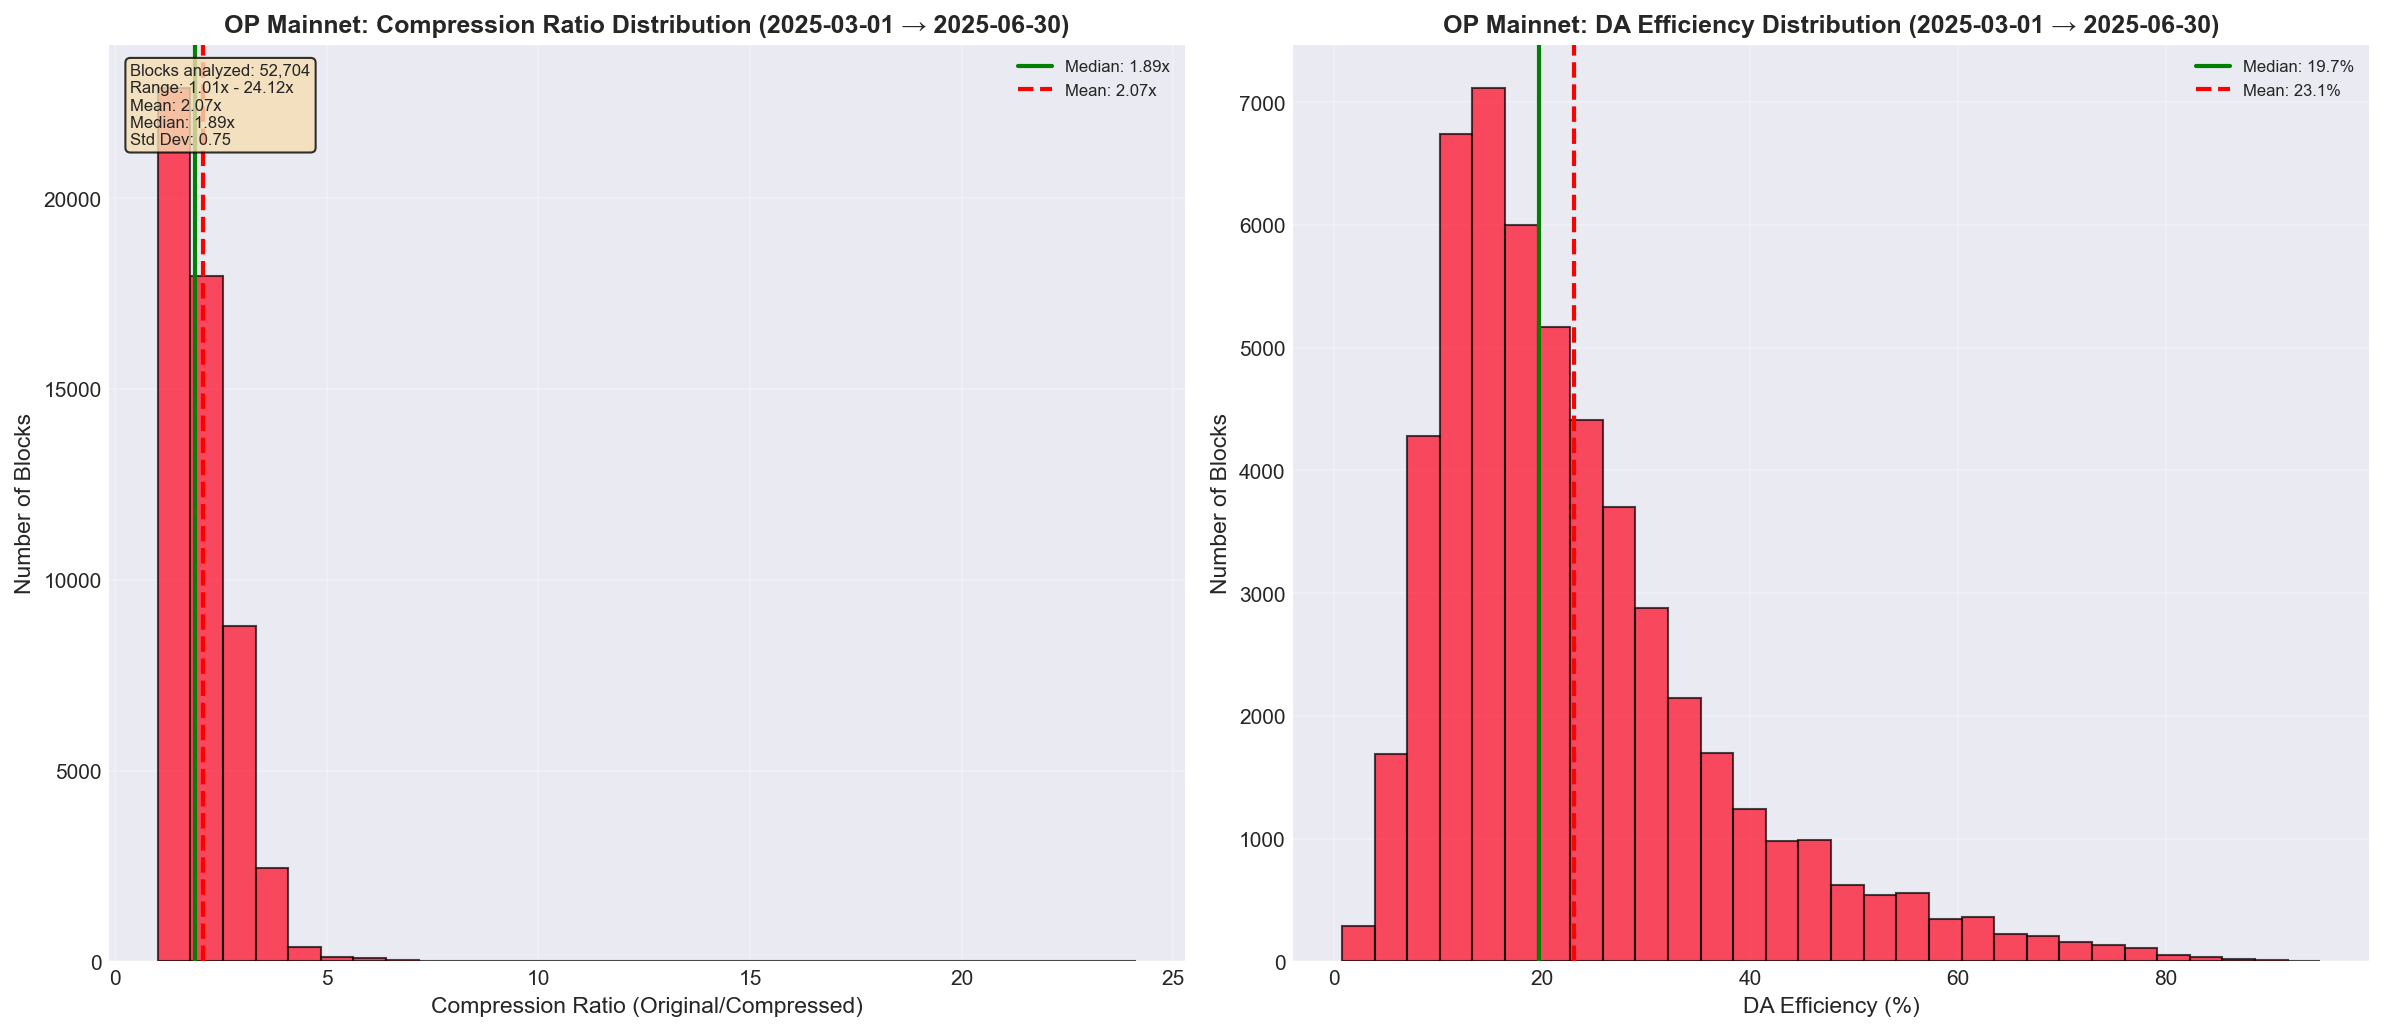 OP Mainnet: Compression Ratio Distribution (2025-03-01 → 2025-06-30)
Blocks analyzed: 52,704
Range: 1.01x - 24.12x
Mean: 2.07x
Median: 1.89x
Std Dev: 0.75
Median: 1.89x
Mean: 2.07x
Number of Blocks
20000
15000
10000
5000
0
0 5 10 15 20 25
Compression Ratio (Original/Compressed)
OP Mainnet: DA Efficiency Distribution (2025-03-01 → 2025-06-30)
Median: 19.7%
Mean: 23.1%
Number of Blocks
7000
6000
5000
4000
3000
2000
1000
0
0 20 40 60 80
DA Efficiency (%)